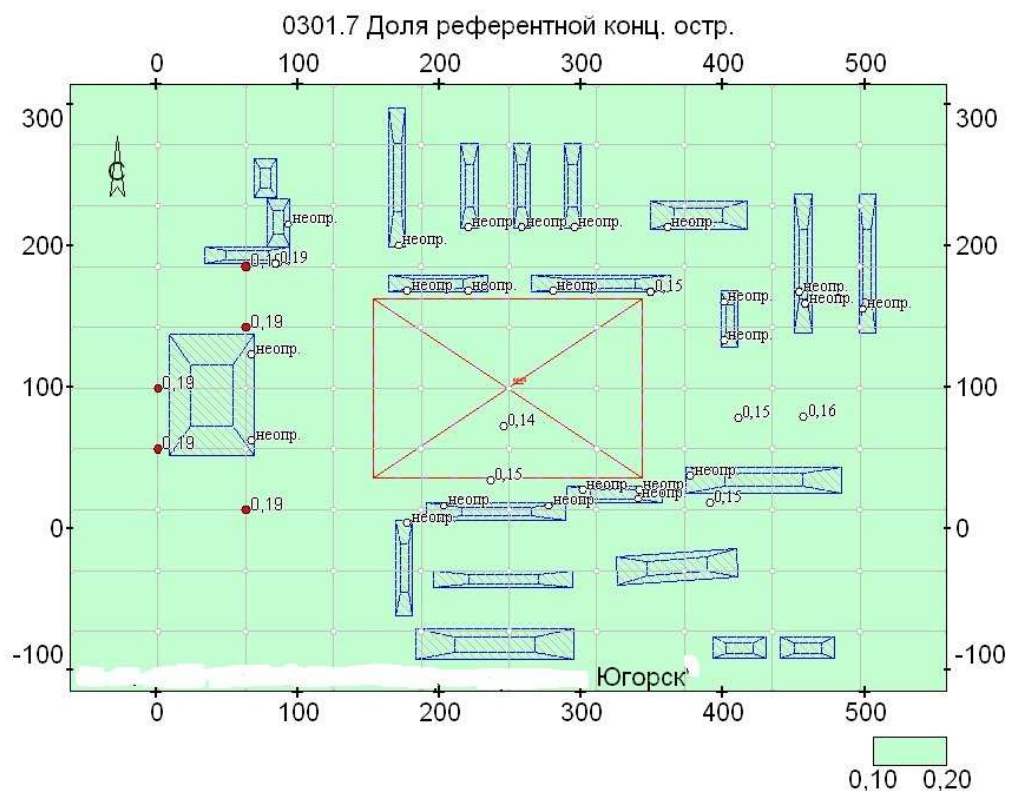 0301.7 Доля референтной конц. остр.
0 100 200 300 400 500
300 300
С
неопр.
200 неопр. неопр. неопр. неопр. неопр. 200
0,19
неопр. неопр. неопр. 0,15 неопр. неопр.
неопр. неопр.
0,19 неопр.
неопр.
100 0,19 100
0,14 0,15 0,16
0,19 неопр.
0,15 неопр.
неопр. неопр.
0,19 неопр. неопр. неопр. 0,15
0 неопр. 0
-100 Югорск -100
0 100 200 300 400 500
0,10 0,20